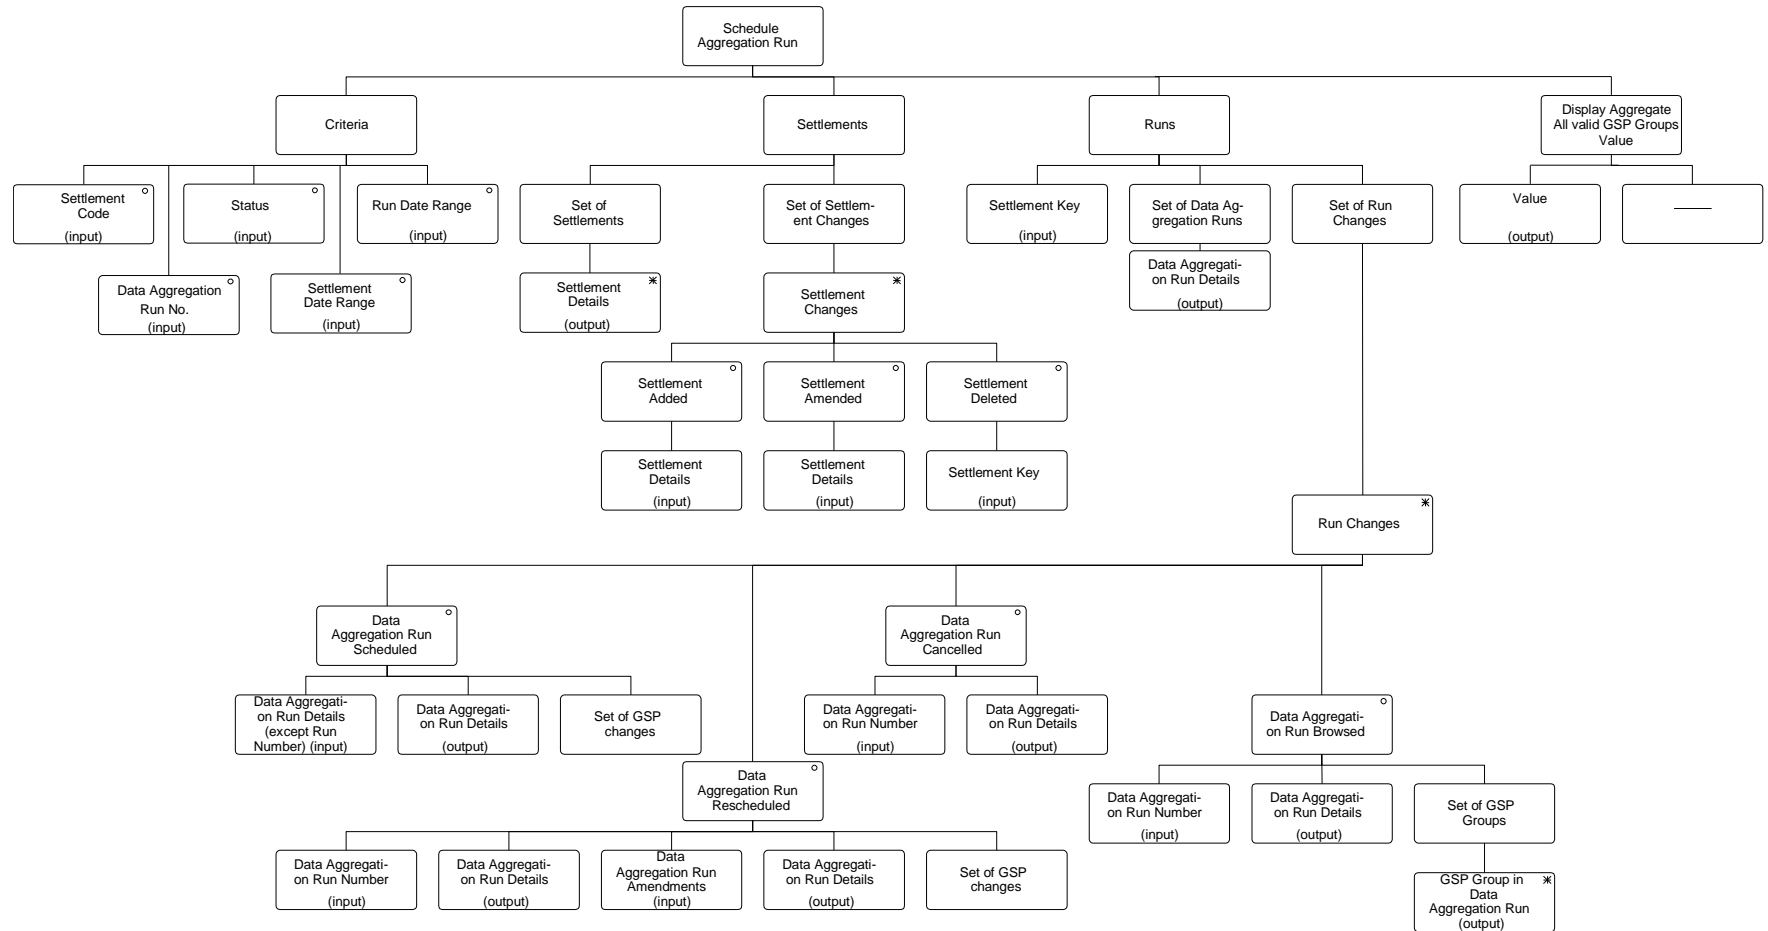 Schedule
Aggregation Run
Criteria
Settlements
Runs
Display Aggregate
All valid GSP Groups
Value
Settlement
Code
(input)
Status
(input)
Run Date Range
(input)
Set of
Settlements
Set of Settlem-
ent Changes
Settlement Key
(input)
Set of Data Ag-
gregation Runs
Set of Run
Changes
Value
(output)
Data Aggregation
Run No.
(input)
Settlement
Date Range
(input)
Settlement
Details
(output)
Settlement
Changes
Data Aggregati-
on Run Details
(output)
Settlement
Added
Settlement
Amended
Settlement
Deleted
Settlement
Details
(input)
Settlement
Details
(input)
Settlement Key
(input)
Run Changes
Data
Aggregation Run
Scheduled
Data
Aggregation Run
Cancelled
Data Aggregati-
on Run Details
(except Run
Number) (input)
Data Aggregati-
on Run Details
(output)
Set of GSP
changes
Data Aggregati-
on Run Number
(input)
Data Aggregati-
on Run Details
(output)
Data Aggregati-
on Run Browsed
Data
Aggregation Run
Rescheduled
Data Aggregati-
on Run Number
(input)
Data Aggregati-
on Run Details
(output)
Set of GSP
Groups
Data Aggregati-
on Run Number
(input)
Data Aggregati-
on Run Details
(output)
Data
Aggregation Run
Amendments
(input)
Data Aggregati-
on Run Details
(output)
Set of GSP
changes
GSP Group in
Data
Aggregation Run
(output)